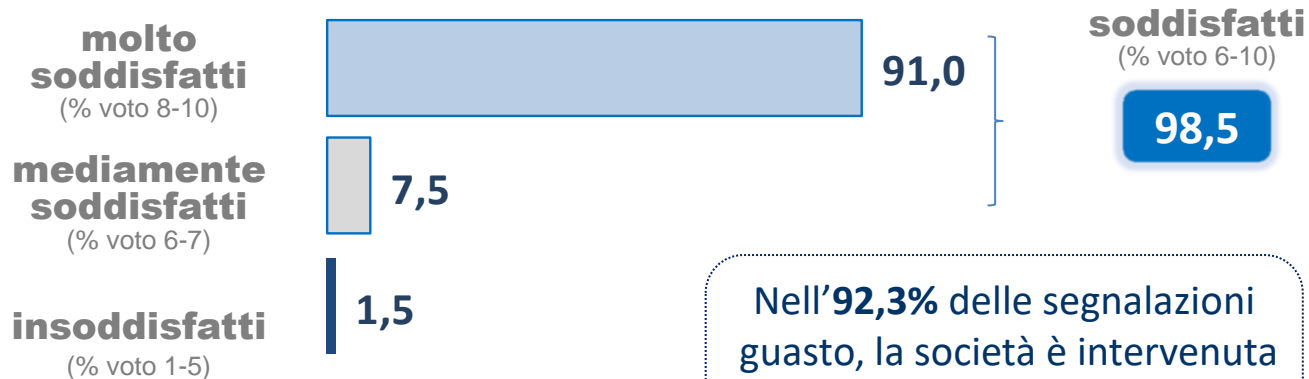 molto
soddisfatti
(% voto 8-10)
91,0
mediamente
soddisfatti
(% voto 6-7)
7,5
insoddisfatti
(% voto 1-5)
1,5
soddisfatti
(% voto 6-10)
98,5
Nell’92,3% delle segnalazioni
guasto, la società è intervenuta